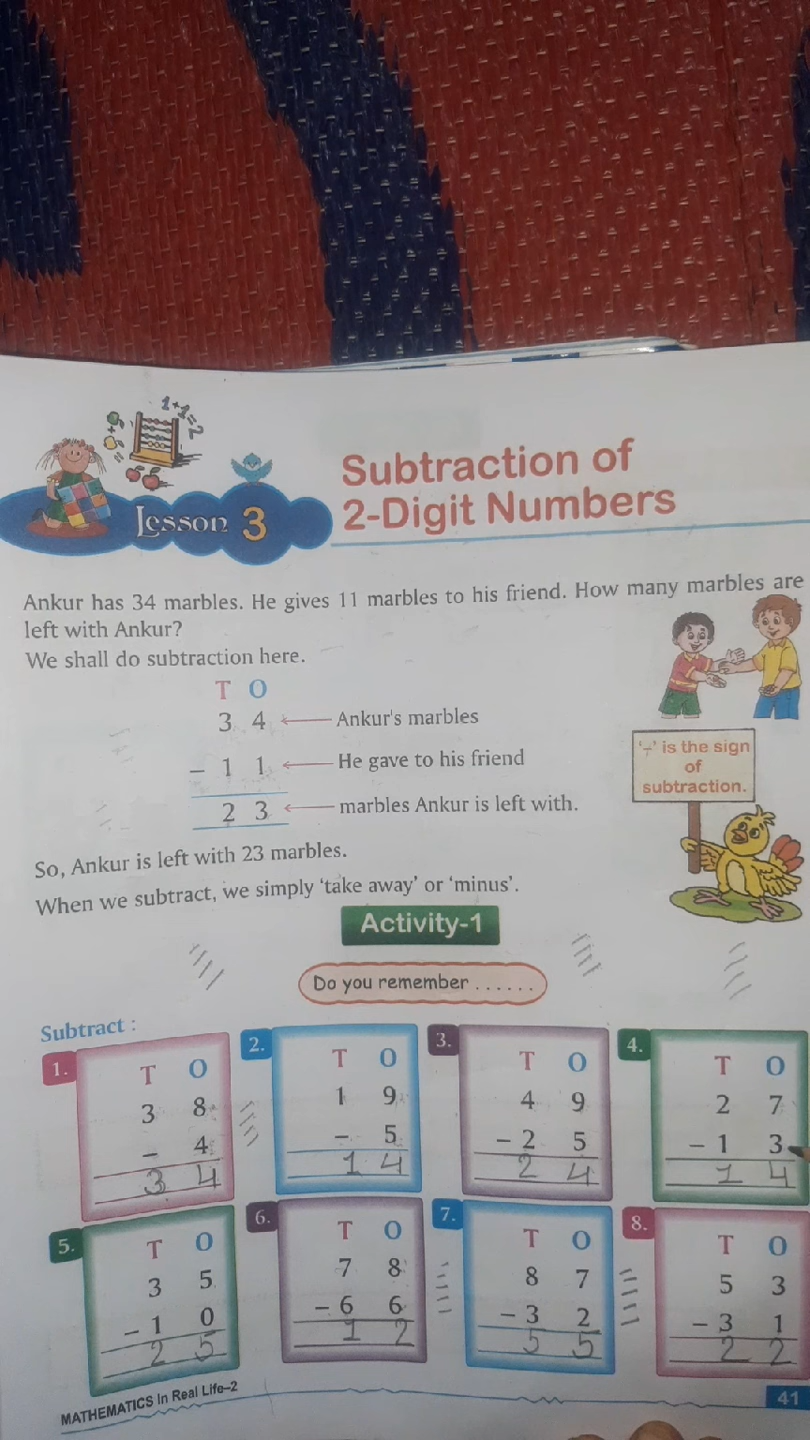 1+1=2
Lesson 3
Subtraction of
2-Digit Numbers
Ankur has 34 marbles. He gives 11 marbles to his friend. How many marbles are
left with Ankur?
We shall do subtraction here.
T O
3 4 Ankur's marbles
- 1 1 He gave to his friend
2 3 marbles Ankur is left with.
'-' is the sign
of
subtraction.
So, Ankur is left with 23 marbles.
When we subtract, we simply 'take away' or 'minus'.
Activity-1
Do you remember ......
Subtract :
1.
T O
3 8
- 4
3 4
2.
T O
1 9
- 5
1 4
3.
T O
4 9
- 2 5
2 4
4.
T O
2 7
- 1 3
1 4
5.
T O
3 5
- 1 0
2 5
6.
T O
7 8
- 6 6
1 2
7.
T O
8 7
- 3 2
5 5
8.
T O
5 3
- 3 1
2 2
MATHEMATICS In Real Life-2
41